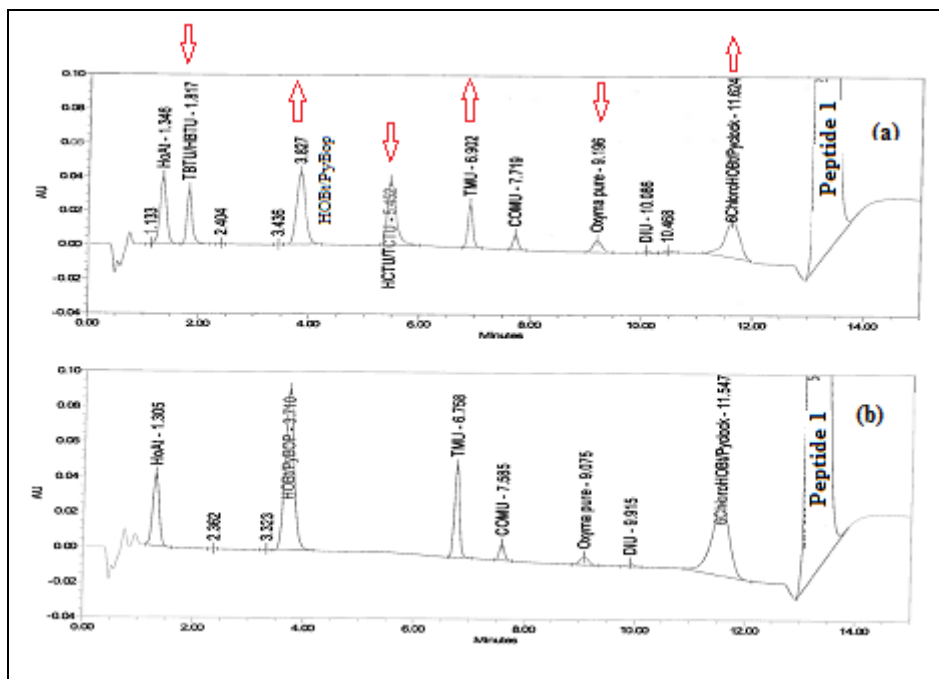 0.10
0.08
0.06
0.04
0.02
0.00
-0.02
-0.04
AU
1.133
HoAt - 1.346
TBTU/HBTU - 1.817
2.404
3.436
3.827
HOBt/PyBop
HCTU/TCTU - 5.452
TMU - 6.902
COMU - 7.719
Oxyma pure - 9.196
DIU - 10.086
10.468
6ChloroHOBt/Pyclock - 11.624
Peptide 1
(a)
0.00 2.00 4.00 6.00 8.00 10.00 12.00 14.00
Minutes
0.10
0.08
0.06
0.04
0.02
0.00
-0.02
-0.04
AU
HoAt - 1.305
2.362
3.323
HOBt/PyBOP - 3.710
TMU - 6.758
COMU - 7.585
Oxyma pure - 9.075
DIU - 9.915
6ChloroHOBt/Pyclock - 11.547
Peptide 1
(b)
0.00 2.00 4.00 6.00 8.00 10.00 12.00 14.00
Minutes